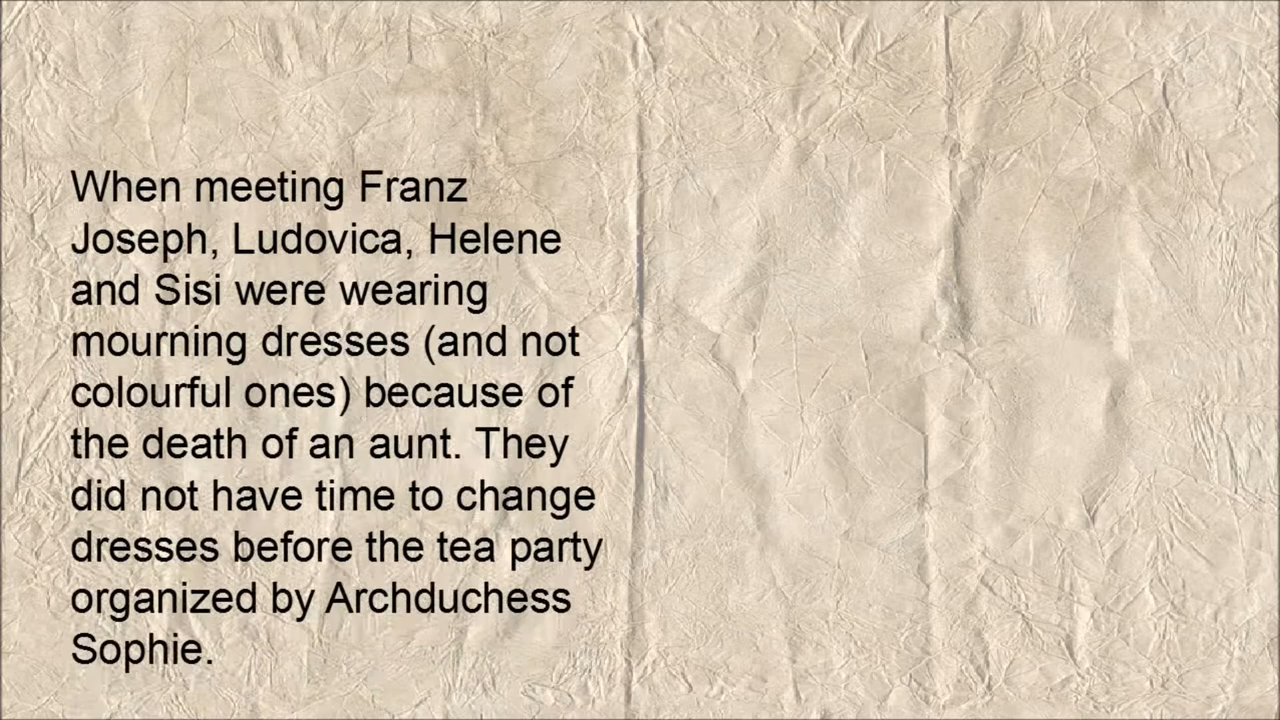 When meeting Franz
Joseph, Ludovica, Helene
and Sisi were wearing
mourning dresses (and not
colourful ones) because of
the death of an aunt. They
did not have time to change
dresses before the tea party
organized by Archduchess
Sophie.